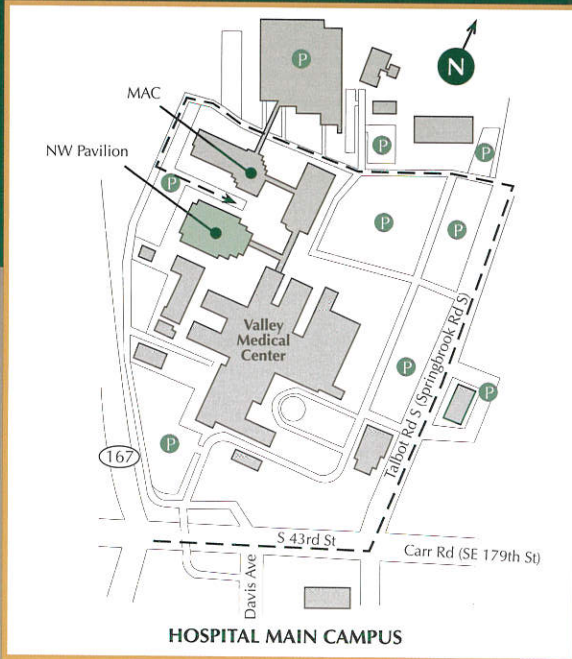 P
N
MAC
NW Pavilion
P
P
P
P
P
Valley
Medical
Center
P
P
Talbot Rd S (Springbrook Rd S)
P
167
S 43rd St
Carr Rd (SE 179th St)
Davis Ave
HOSPITAL MAIN CAMPUS